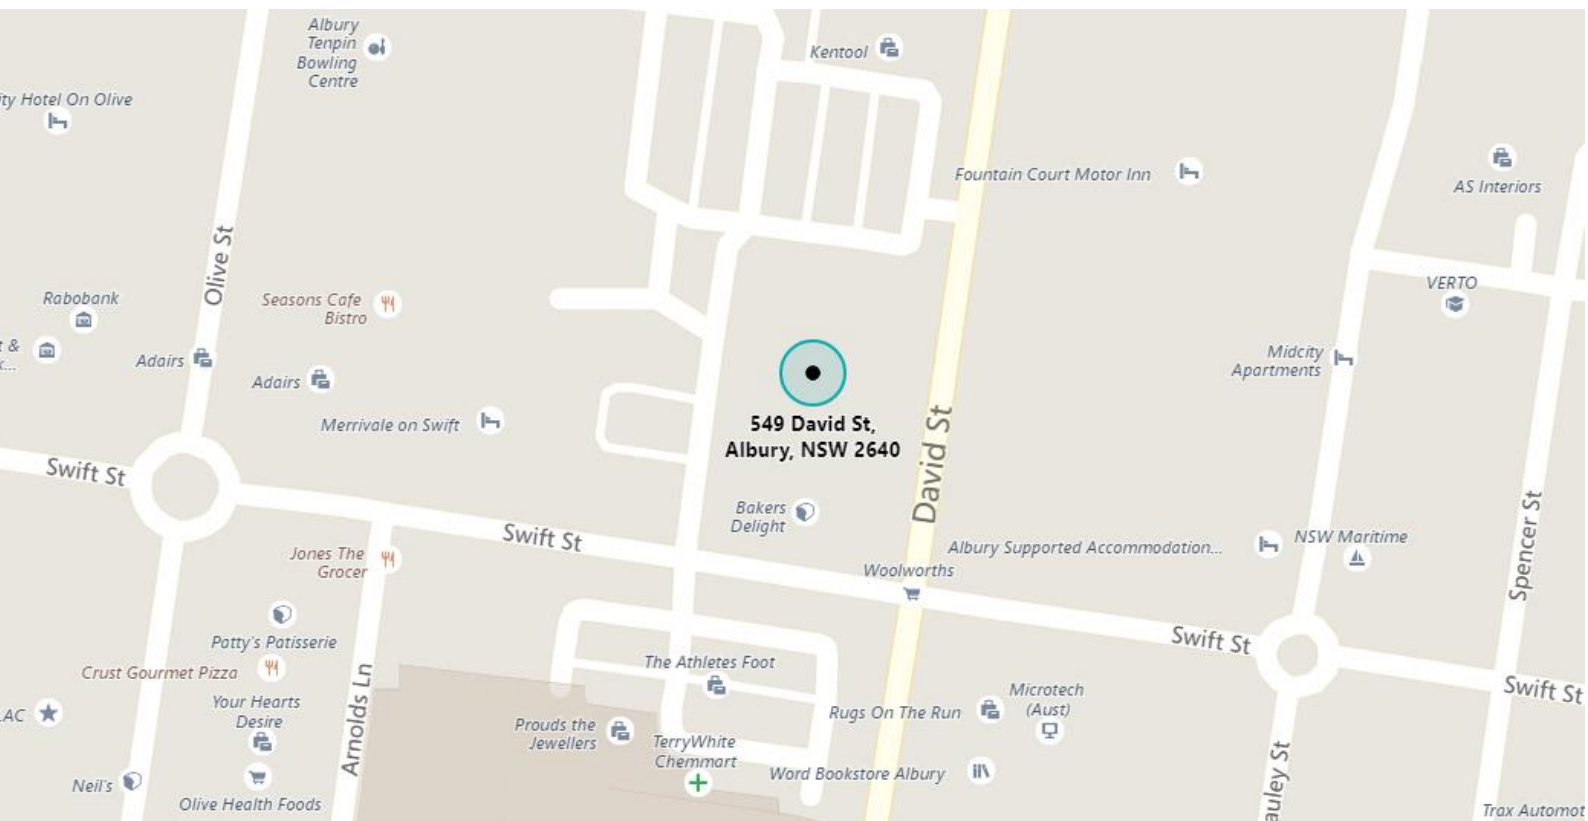 Albury
Tenpin
Bowling
Centre
Kentool
ity Hotel On Olive
Fountain Court Motor Inn
AS Interiors
Olive St
Rabobank
Seasons Cafe
Bistro
VERTO
t &
k...
Adairs
Adairs
Midcity
Apartments
Merrivale on Swift
549 David St,
Albury, NSW 2640
David St
Swift St
Bakers
Delight
Swift St
Spencer St
Jones The
Grocer
Albury Supported Accommodation...
NSW Maritime
Woolworths
Patty's Patisserie
Swift St
Crust Gourmet Pizza
The Athletes Foot
Swift St
Your Hearts
Desire
Arnolds Ln
LAC
Prouds the
Jewellers
TerryWhite
Chemmart
Rugs On The Run
Microtech
(Aust)
Word Bookstore Albury
Neil's
Olive Health Foods
auley St
Trax Automot